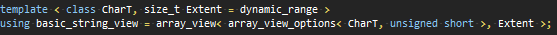 template < class CharT, size_t Extent = dynamic_range >
using basic_string_view = array_view< array_view_options< CharT, unsigned short >, Extent >;